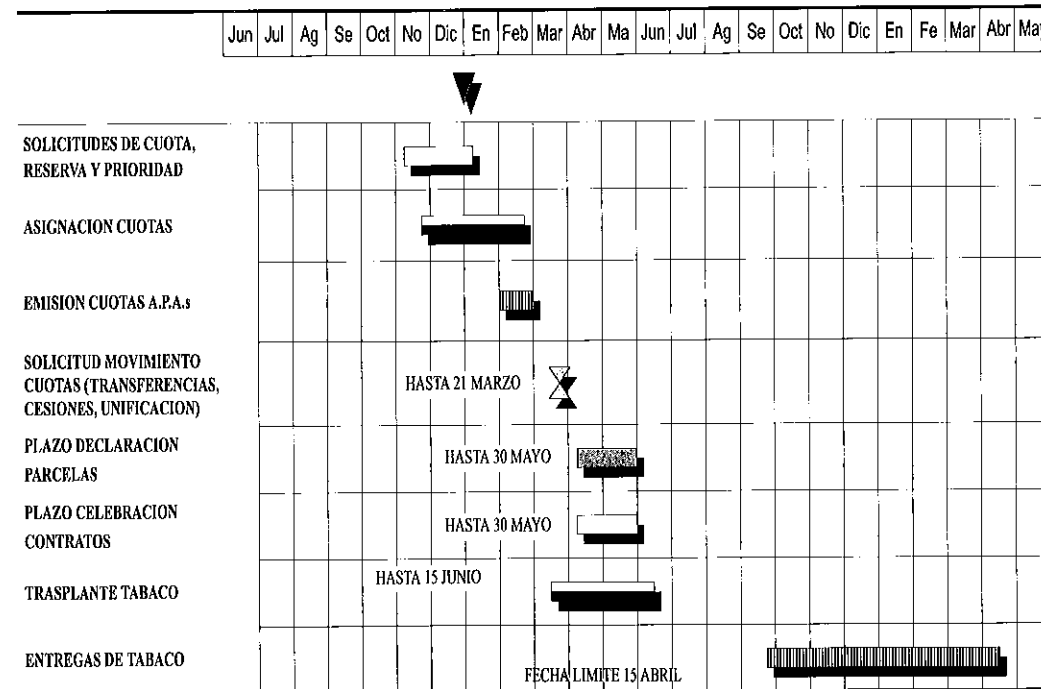 Jun Jul Ag Se Oct No Dic En Feb Mar Abr Ma Jun Jul Ag Se Oct No Dic En Fe Mar Abr May
SOLICITUDES DE CUOTA,
RESERVA Y PRIORIDAD
ASIGNACION CUOTAS
EMISION CUOTAS A.P.A.s
SOLICITUD MOVIMIENTO
CUOTAS (TRANSFERENCIAS,
CESIONES, UNIFICACION)
HASTA 21 MARZO
PLAZO DECLARACION
PARCELAS
HASTA 30 MAYO
PLAZO CELEBRACION
CONTRATOS
HASTA 30 MAYO
HASTA 15 JUNIO
TRASPLANTE TABACO
ENTREGAS DE TABACO
FECHA LIMITE 15 ABRIL